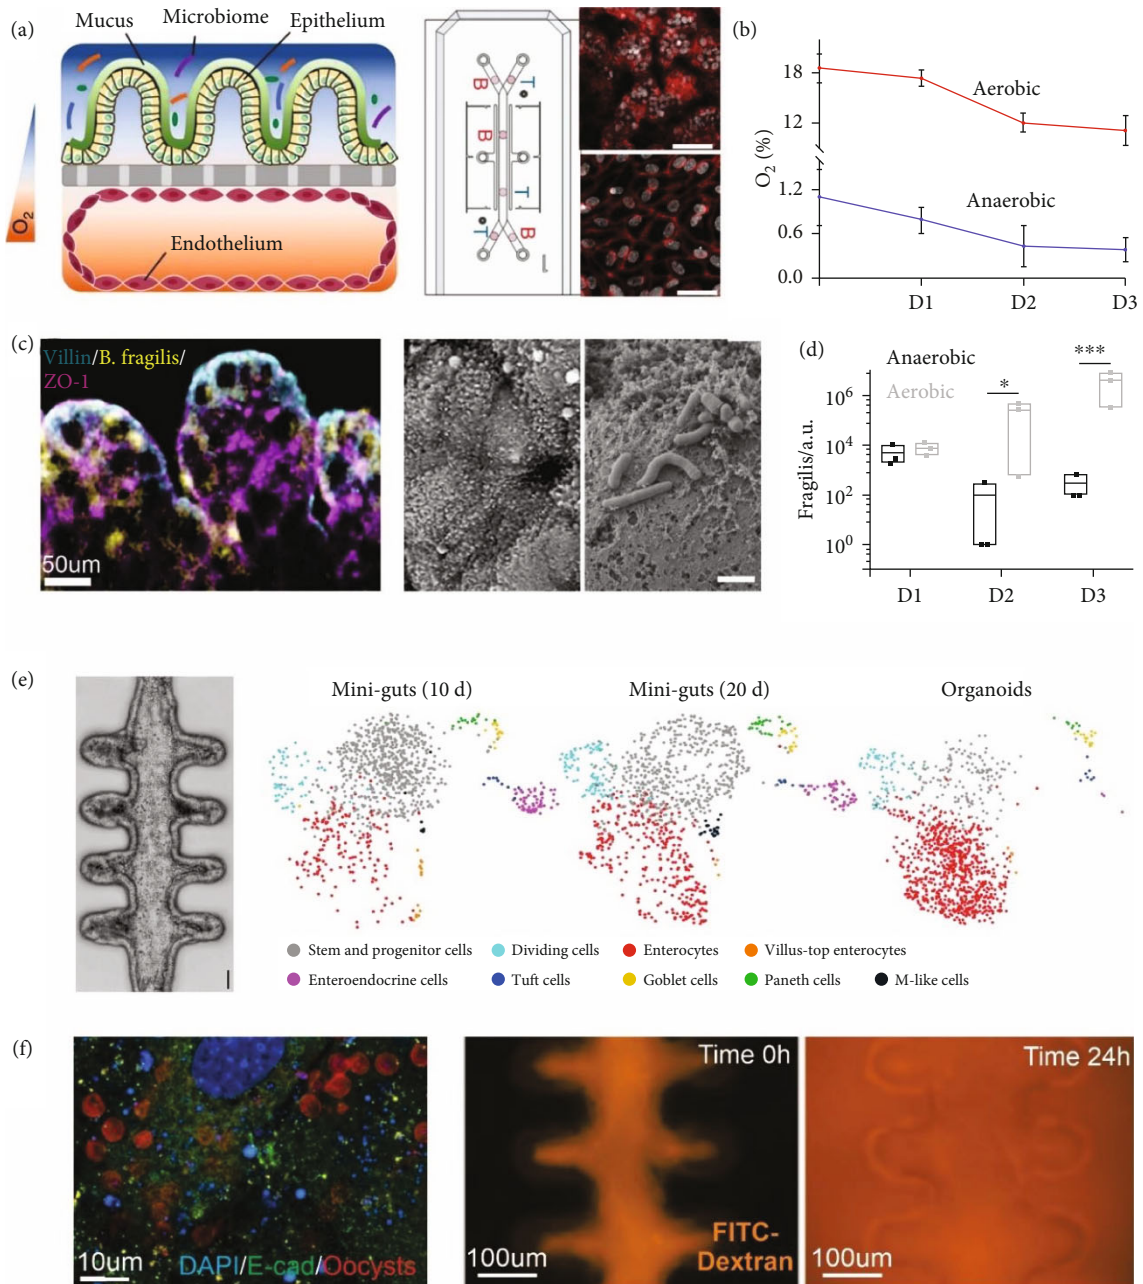 (a)
Mucus
Microbiome
Epithelium
O2
Endothelium
B
T
B
T
T
B
(b)
18
12
1.2
0.6
0.0
O2 (%)
Aerobic
Anaerobic
D1
D2
D3
(c)
Villin/B. fragilis/
ZO-1
50um
(d)
Anaerobic
Aerobic
*
***
10^6
10^4
10^2
10^0
Fragilis/a.u.
D1
D2
D3
(e)
Mini-guts (10 d)
Mini-guts (20 d)
Organoids
Stem and progenitor cells
Dividing cells
Enterocytes
Villus-top enterocytes
Enteroendocrine cells
Tuft cells
Goblet cells
Paneth cells
M-like cells
(f)
10um
DAPI/E-cad/Oocysts
Time 0h
FITC-
Dextran
100um
Time 24h
100um